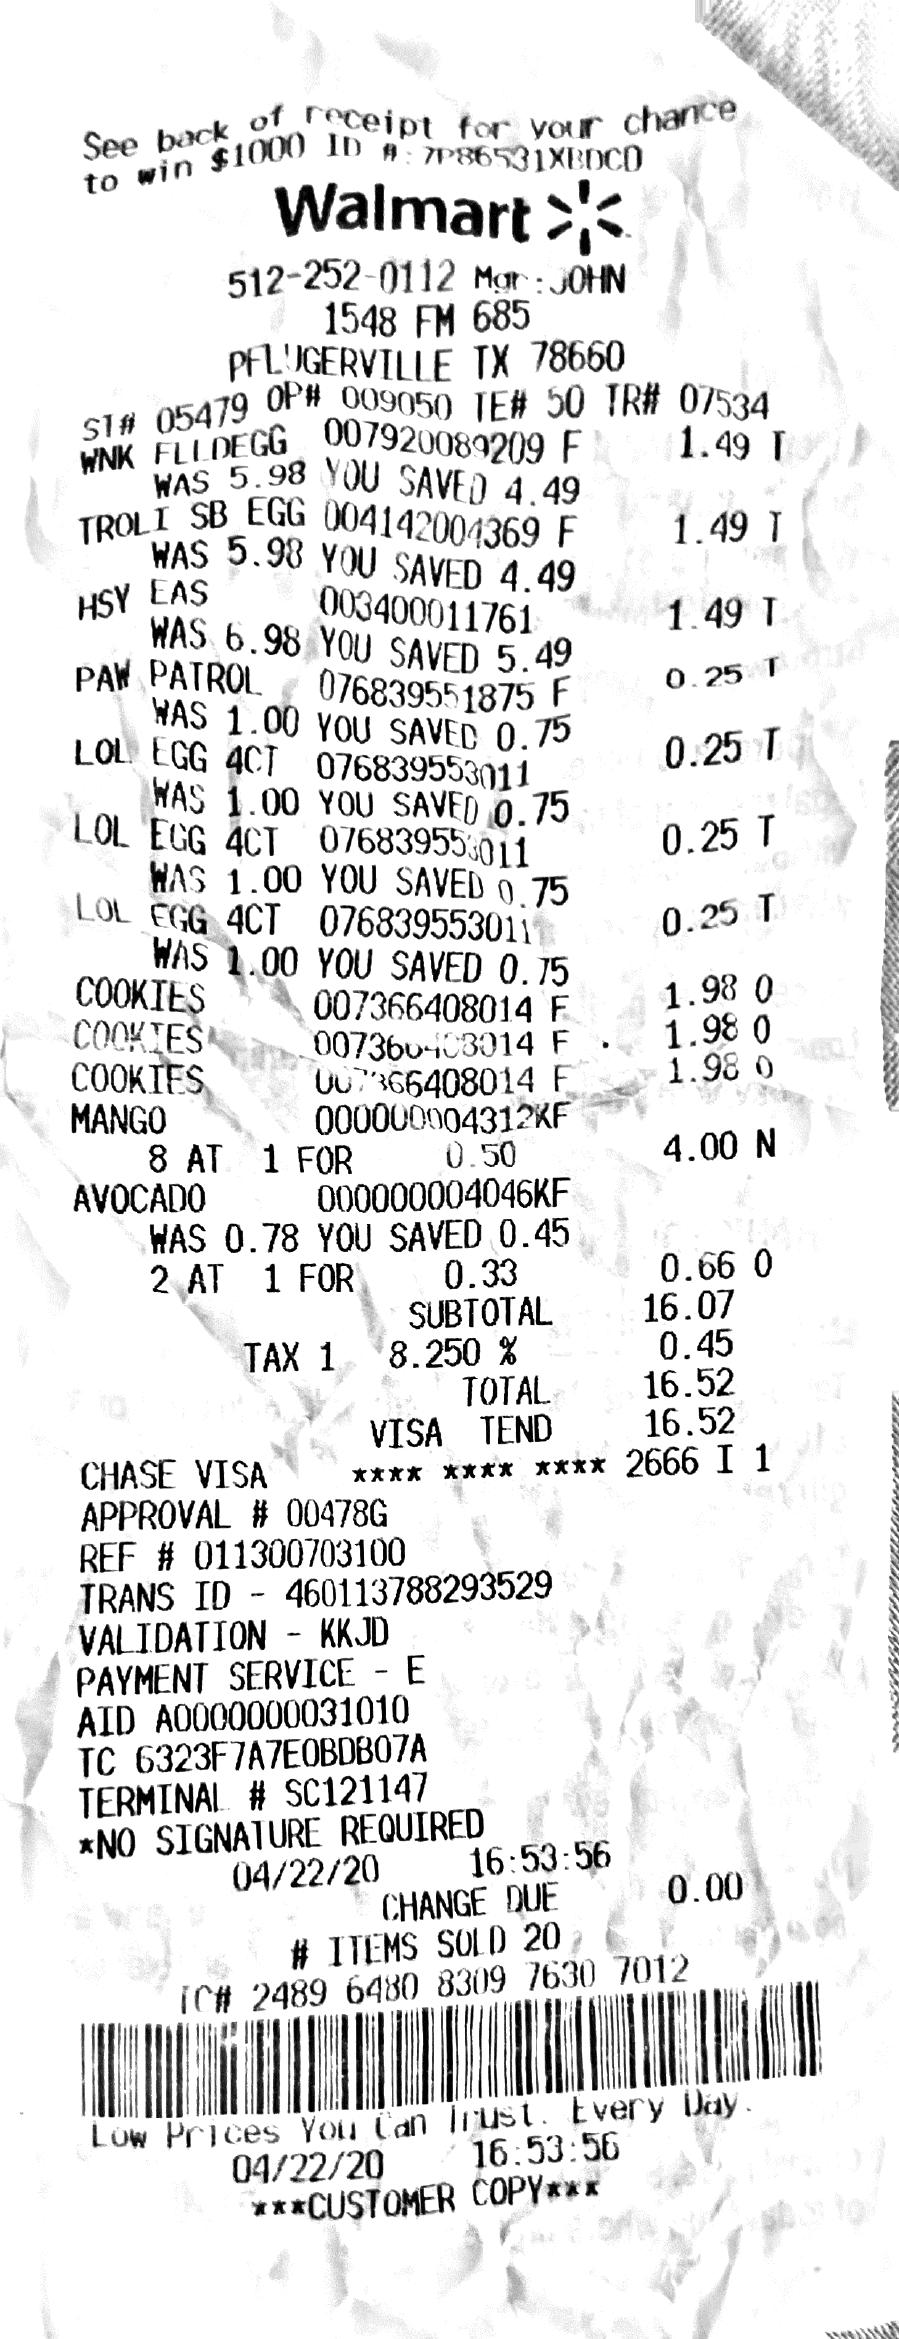 See back of receipt for your chance
to win $1000 ID #: 7P86531XBDCD
Walmart
512-252-0112 Mgr: JOHN
1548 FM 685
PFLUGERVILLE TX 78660
ST# 05479 OP# 009050 TE# 50 TR# 07534
WNK FLLDEGG 007920089209 F 1.49 T
WAS 5.98 YOU SAVED 4.49
TROLI SB EGG 004142004369 F 1.49 T
WAS 5.98 YOU SAVED 4.49
HSY EAS 003400011761 1.49 T
WAS 6.98 YOU SAVED 5.49
PAW PATROL 076839551875 F 0.25 T
WAS 1.00 YOU SAVED 0.75
LOL EGG 4CT 076839553011 0.25 T
WAS 1.00 YOU SAVED 0.75
LOL EGG 4CT 076839553011 0.25 T
WAS 1.00 YOU SAVED 0.75
LOL EGG 4CT 076839553011 0.25 T
WAS 1.00 YOU SAVED 0.75
COOKIES 007366408014 F 1.98 O
COOKIES 007366408014 F 1.98 O
COOKIES 007366408014 F 1.98 O
MANGO 000000004312KF
8 AT 1 FOR 0.50 4.00 N
AVOCADO 000000004046KF
WAS 0.78 YOU SAVED 0.45
2 AT 1 FOR 0.33 0.66 O
SUBTOTAL 16.07
TAX 1 8.250 % 0.45
TOTAL 16.52
VISA TEND 16.52
CHASE VISA **** **** **** 2666 I 1
APPROVAL # 00478G
REF # 011300703100
TRANS ID - 460113788293529
VALIDATION - KKJD
PAYMENT SERVICE - E
AID A0000000031010
TC 6323F7A7E0BDB07A
TERMINAL # SC121147
*NO SIGNATURE REQUIRED
04/22/20 16:53:56
CHANGE DUE 0.00
# ITEMS SOLD 20
TC# 2489 6480 8309 7630 7012
Low Prices You Can Trust. Every Day.
04/22/20 16:53:56
***CUSTOMER COPY***